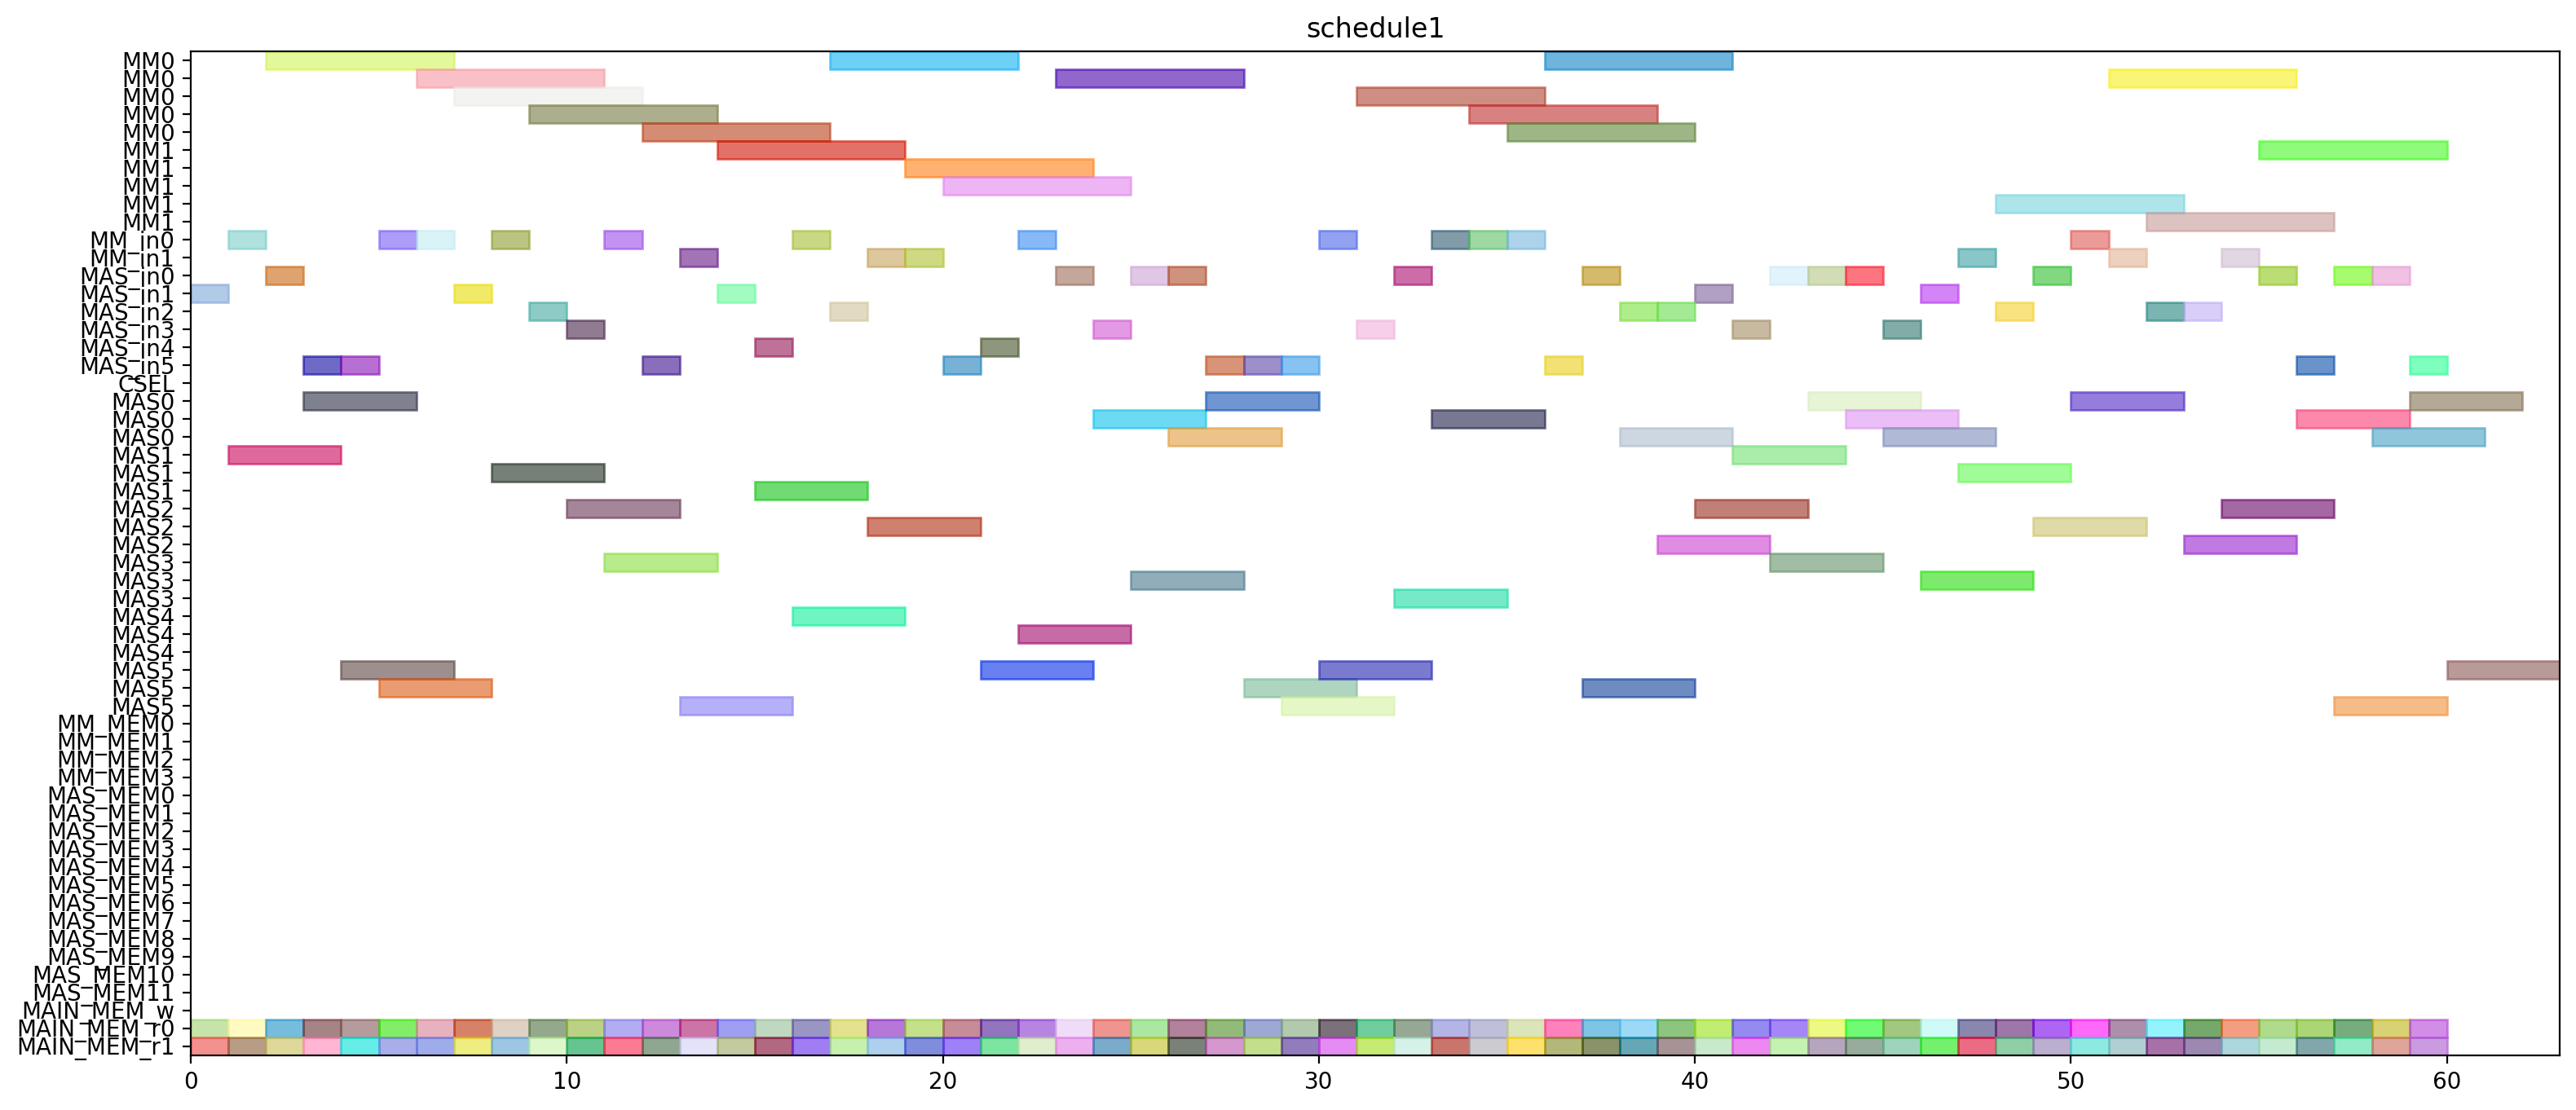 schedule1
MM0
MM0
MM0
MM0
MM0
MM1
MM1
MM1
MM1
MM1
MM_in0
MM_in1
MAS_in0
MAS_in1
MAS_in2
MAS_in3
MAS_in4
MAS_in5
CSEL
MAS0
MAS0
MAS0
MAS1
MAS1
MAS1
MAS2
MAS2
MAS2
MAS3
MAS3
MAS3
MAS4
MAS4
MAS4
MAS5
MAS5
MAS5
MM_MEM0
MM_MEM1
MM_MEM2
MM_MEM3
MAS_MEM0
MAS_MEM1
MAS_MEM2
MAS_MEM3
MAS_MEM4
MAS_MEM5
MAS_MEM6
MAS_MEM7
MAS_MEM8
MAS_MEM9
MAS_MEM10
MAS_MEM11
MAIN_MEM_w
MAIN_MEM_r0
MAIN_MEM_r1
0 10 20 30 40 50 60